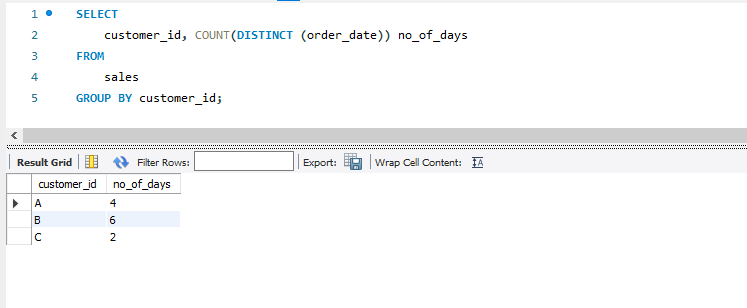 1 SELECT
2 customer_id, COUNT(DISTINCT (order_date)) no_of_days
3 FROM
4 sales
5 GROUP BY customer_id;
Result Grid Filter Rows: Export: Wrap Cell Content: IA
customer_id no_of_days
A 4
B 6
C 2